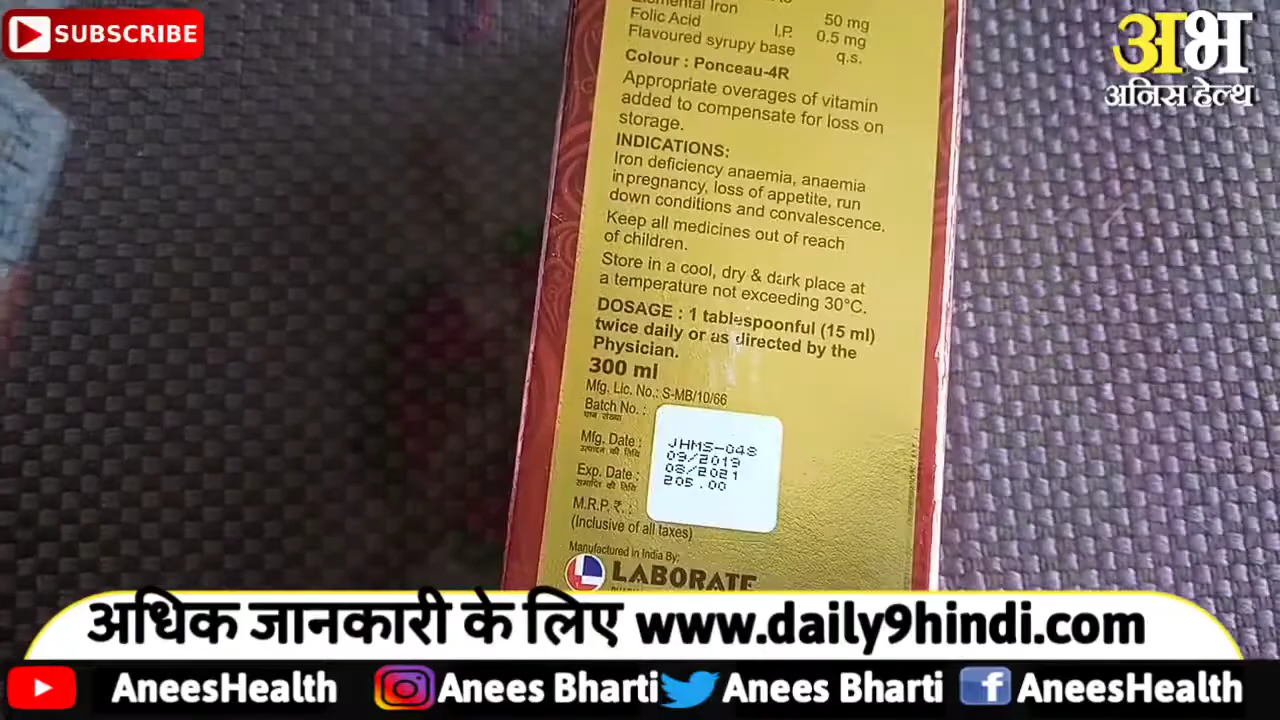 SUBSCRIBE
अभ
अनिस हेल्थ
Elemental Iron 50 mg
Folic Acid I.P. 0.5 mg
Flavoured syrupy base q.s.
Colour : Ponceau-4R
Appropriate overages of vitamin
added to compensate for loss on
storage.
INDICATIONS:
Iron deficiency anaemia, anaemia
inpregnancy, loss of appetite, run
down conditions and convalescence.
Keep all medicines out of reach
of children.
Store in a cool, dry & dark place at
a temperature not exceeding 30°C.
DOSAGE : 1 tablespoonful (15 ml)
twice daily or as directed by the
Physician.
300 ml
Mfg. Lic. No.: S-MB/10/66
Batch No. : JHMS-048
Mfg. Date : 09/2019
उत्पादन की तिथि
Exp. Date : 08/2021
समाप्ति की तिथि
M.R.P. ₹. : 205.00
(Inclusive of all taxes)
Manufactured in India By:
LABORATE
अधिक जानकारी के लिए www.daily9hindi.com
AneesHealth Anees Bharti Anees Bharti AneesHealth